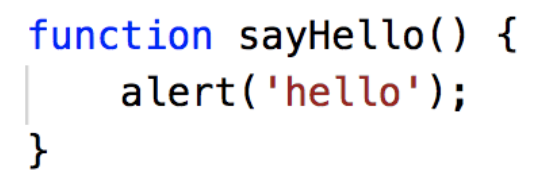 function sayHello() {
    alert('hello');
}